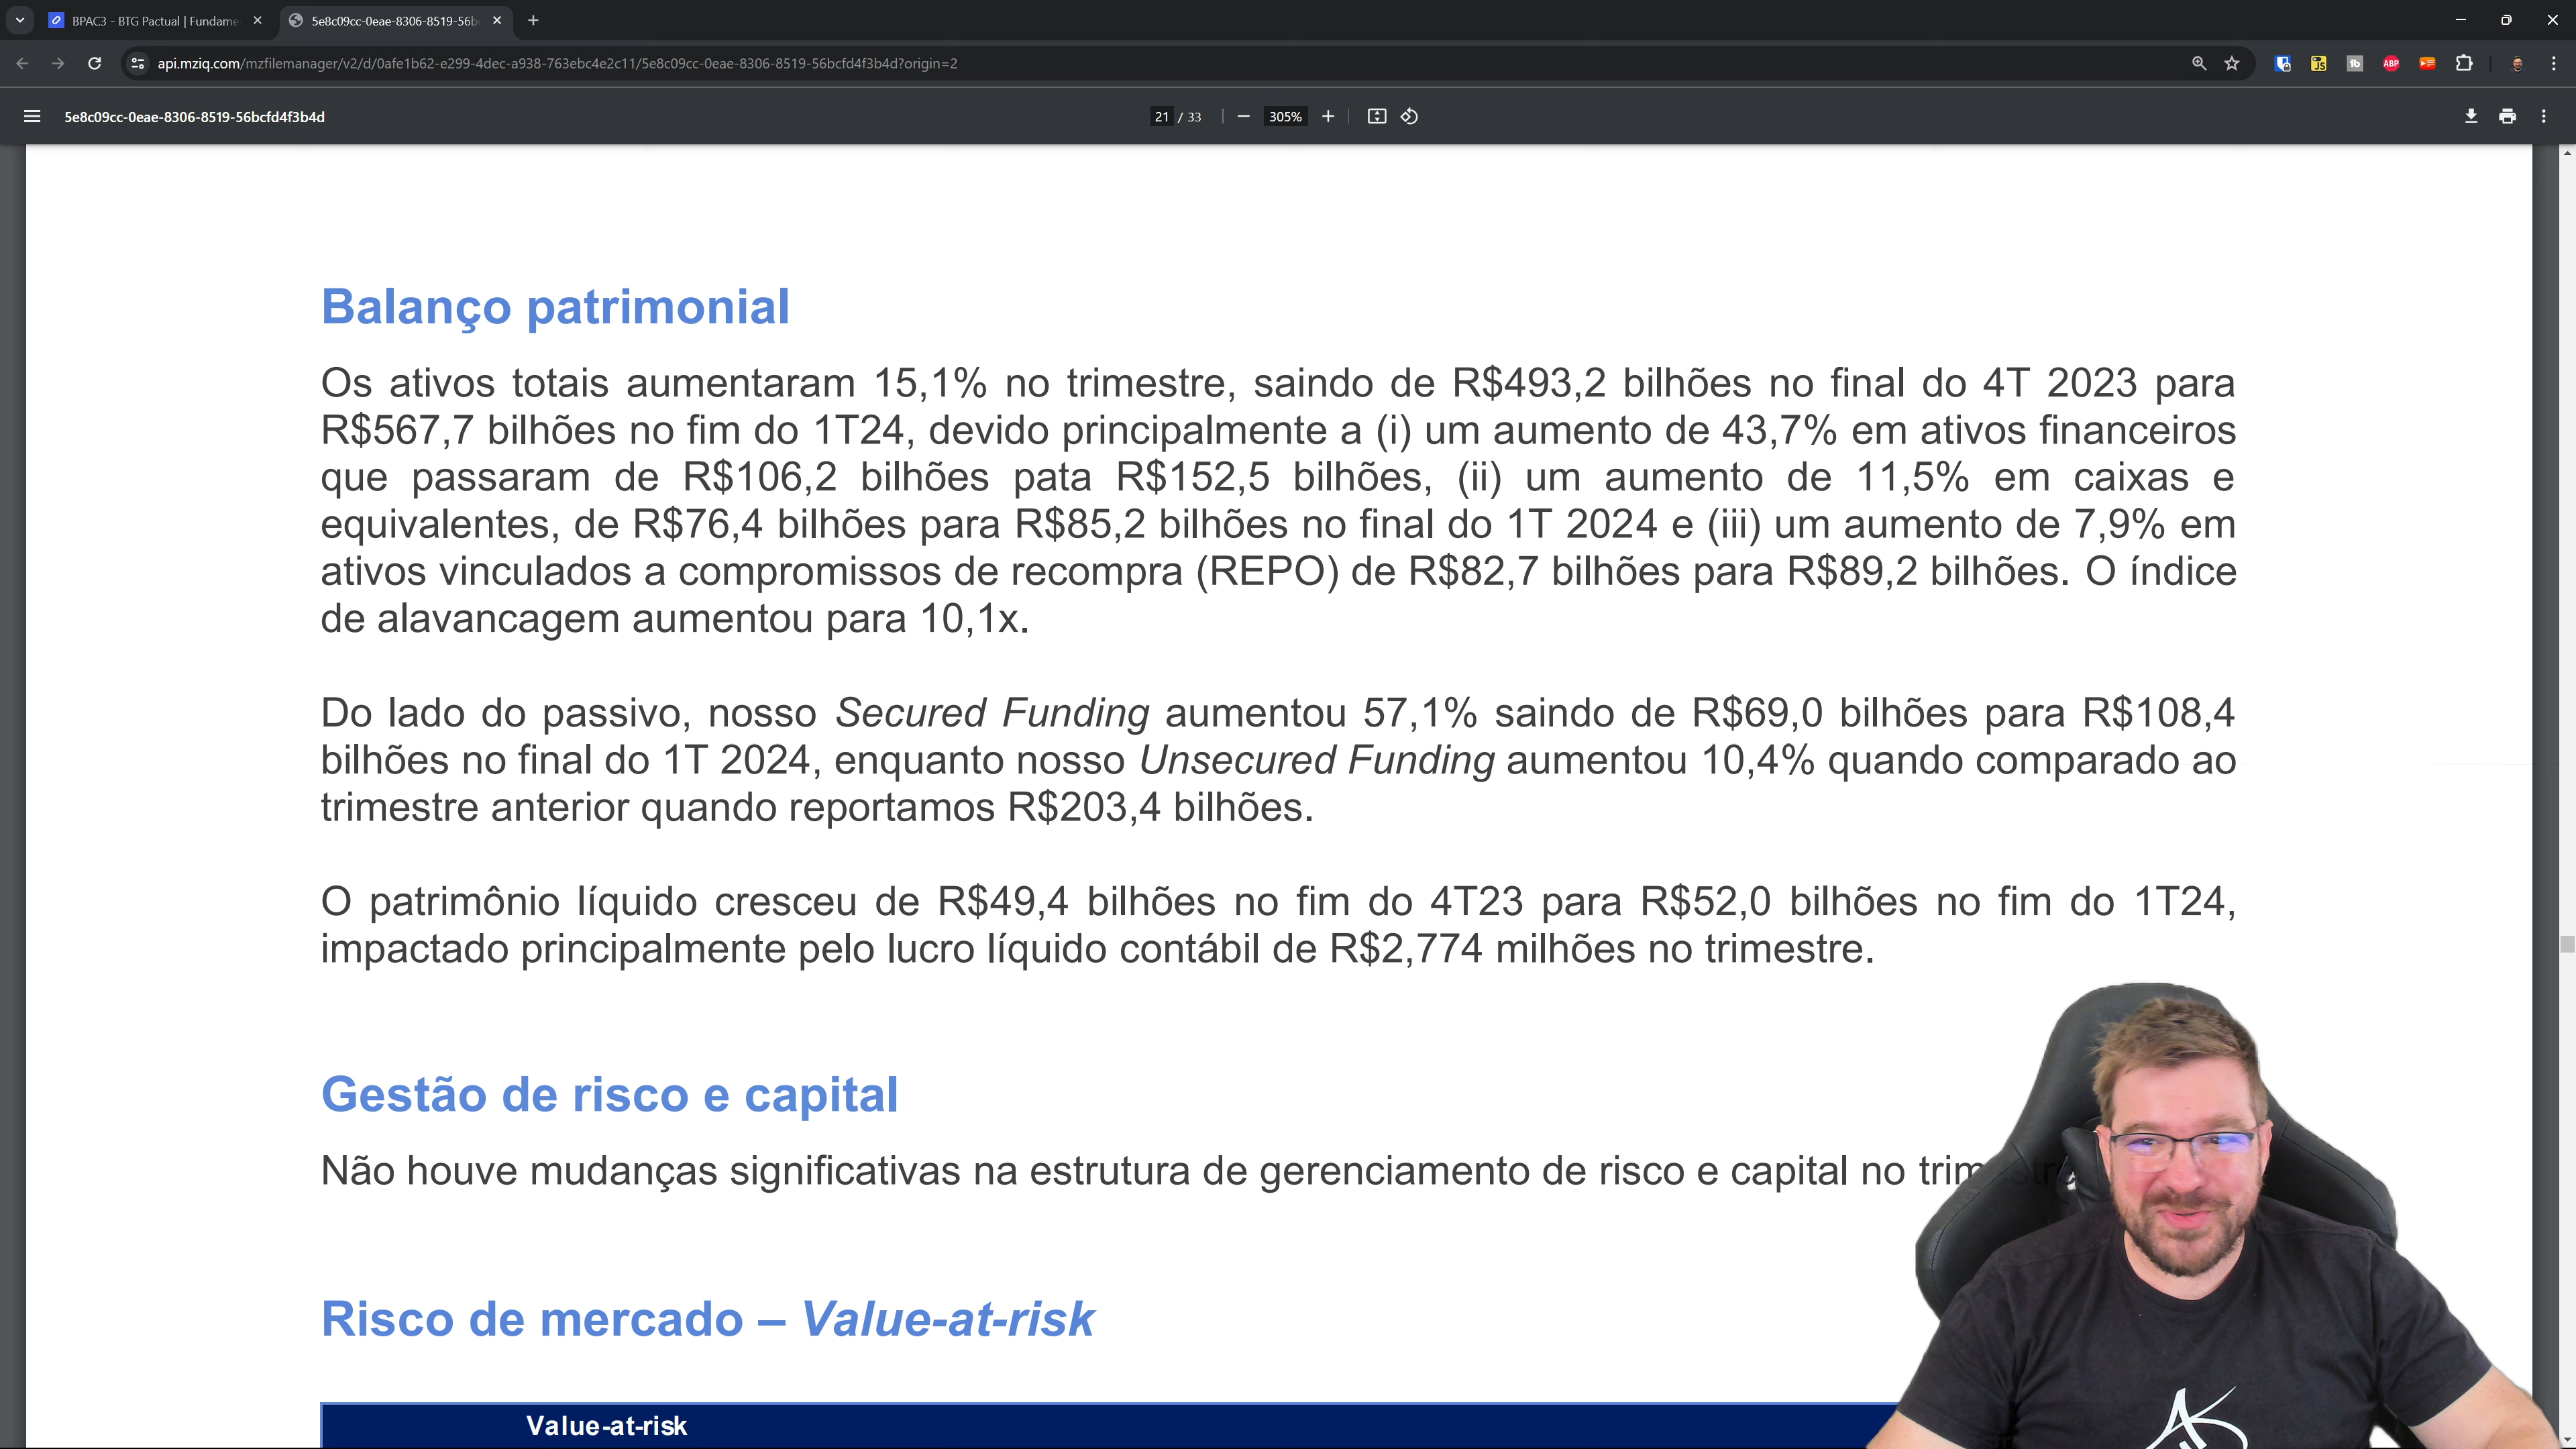 BPAC3 - BTG Pactual | Fundame
5e8c09cc-0eae-8306-8519-56b
api.mziq.com/mzfilemanager/v2/d/0afe1b62-e299-4dec-a938-763ebc4e2c11/5e8c09cc-0eae-8306-8519-56bcfd4f3b4d?origin=2
JS
fb
ABP
5e8c09cc-0eae-8306-8519-56bcfd4f3b4d
21 / 33
305%
Balanço patrimonial
Os ativos totais aumentaram 15,1% no trimestre, saindo de R$493,2 bilhões no final do 4T 2023 para
R$567,7 bilhões no fim do 1T24, devido principalmente a (i) um aumento de 43,7% em ativos financeiros
que passaram de R$106,2 bilhões pata R$152,5 bilhões, (ii) um aumento de 11,5% em caixas e
equivalentes, de R$76,4 bilhões para R$85,2 bilhões no final do 1T 2024 e (iii) um aumento de 7,9% em
ativos vinculados a compromissos de recompra (REPO) de R$82,7 bilhões para R$89,2 bilhões. O índice
de alavancagem aumentou para 10,1x.
Do lado do passivo, nosso Secured Funding aumentou 57,1% saindo de R$69,0 bilhões para R$108,4
bilhões no final do 1T 2024, enquanto nosso Unsecured Funding aumentou 10,4% quando comparado ao
trimestre anterior quando reportamos R$203,4 bilhões.
O patrimônio líquido cresceu de R$49,4 bilhões no fim do 4T23 para R$52,0 bilhões no fim do 1T24,
impactado principalmente pelo lucro líquido contábil de R$2,774 milhões no trimestre.
Gestão de risco e capital
Não houve mudanças significativas na estrutura de gerenciamento de risco e capital no trimestre
Risco de mercado – Value-at-risk
Value-at-risk